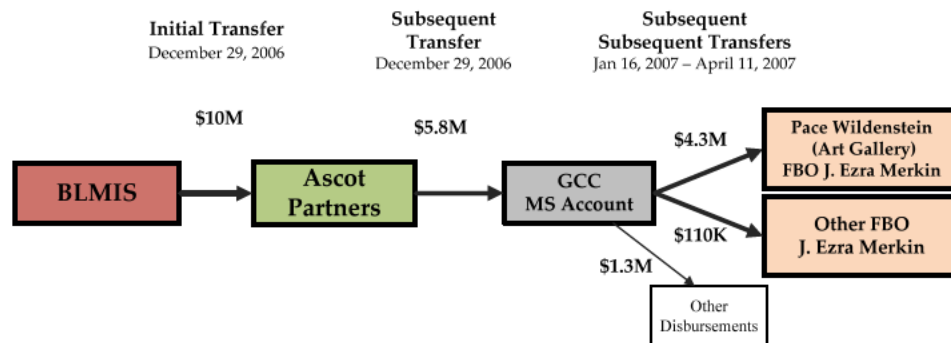 Initial Transfer
December 29, 2006
Subsequent
Transfer
December 29, 2006
Subsequent
Subsequent Transfers
Jan 16, 2007 – April 11, 2007
$10M
$5.8M
$4.3M
BLMIS
Ascot
Partners
GCC
MS Account
Pace Wildenstein
(Art Gallery)
FBO J. Ezra Merkin
$110K
Other FBO
J. Ezra Merkin
$1.3M
Other
Disbursements